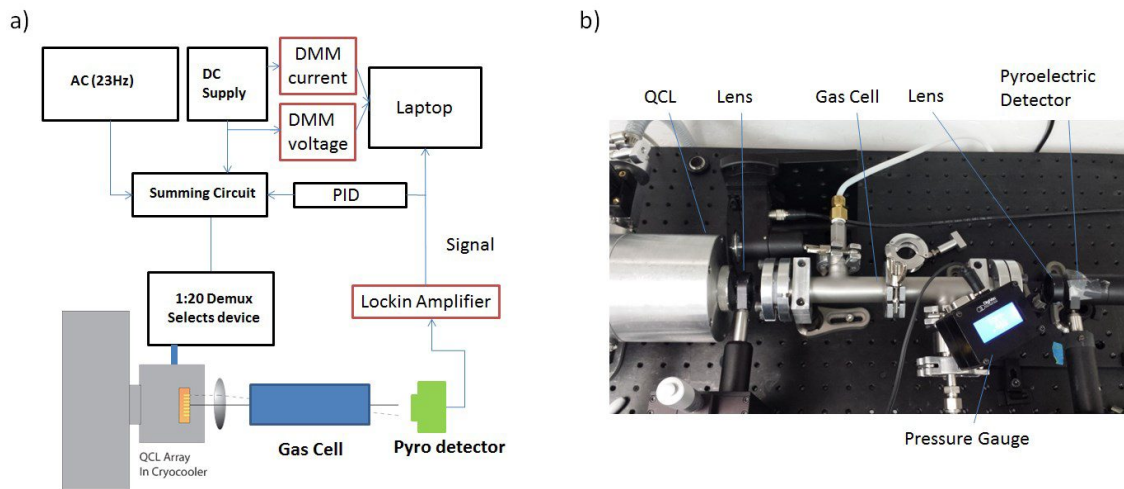 a)
AC (23Hz)
DC
Supply
DMM
current
DMM
voltage
Laptop
Summing Circuit
PID
Signal
1:20 Demux
Selects device
Lockin Amplifier
QCL Array
In Cryocooler
Gas Cell
Pyro detector
b)
QCL
Lens
Gas Cell
Lens
Pyroelectric
Detector
Pressure Gauge